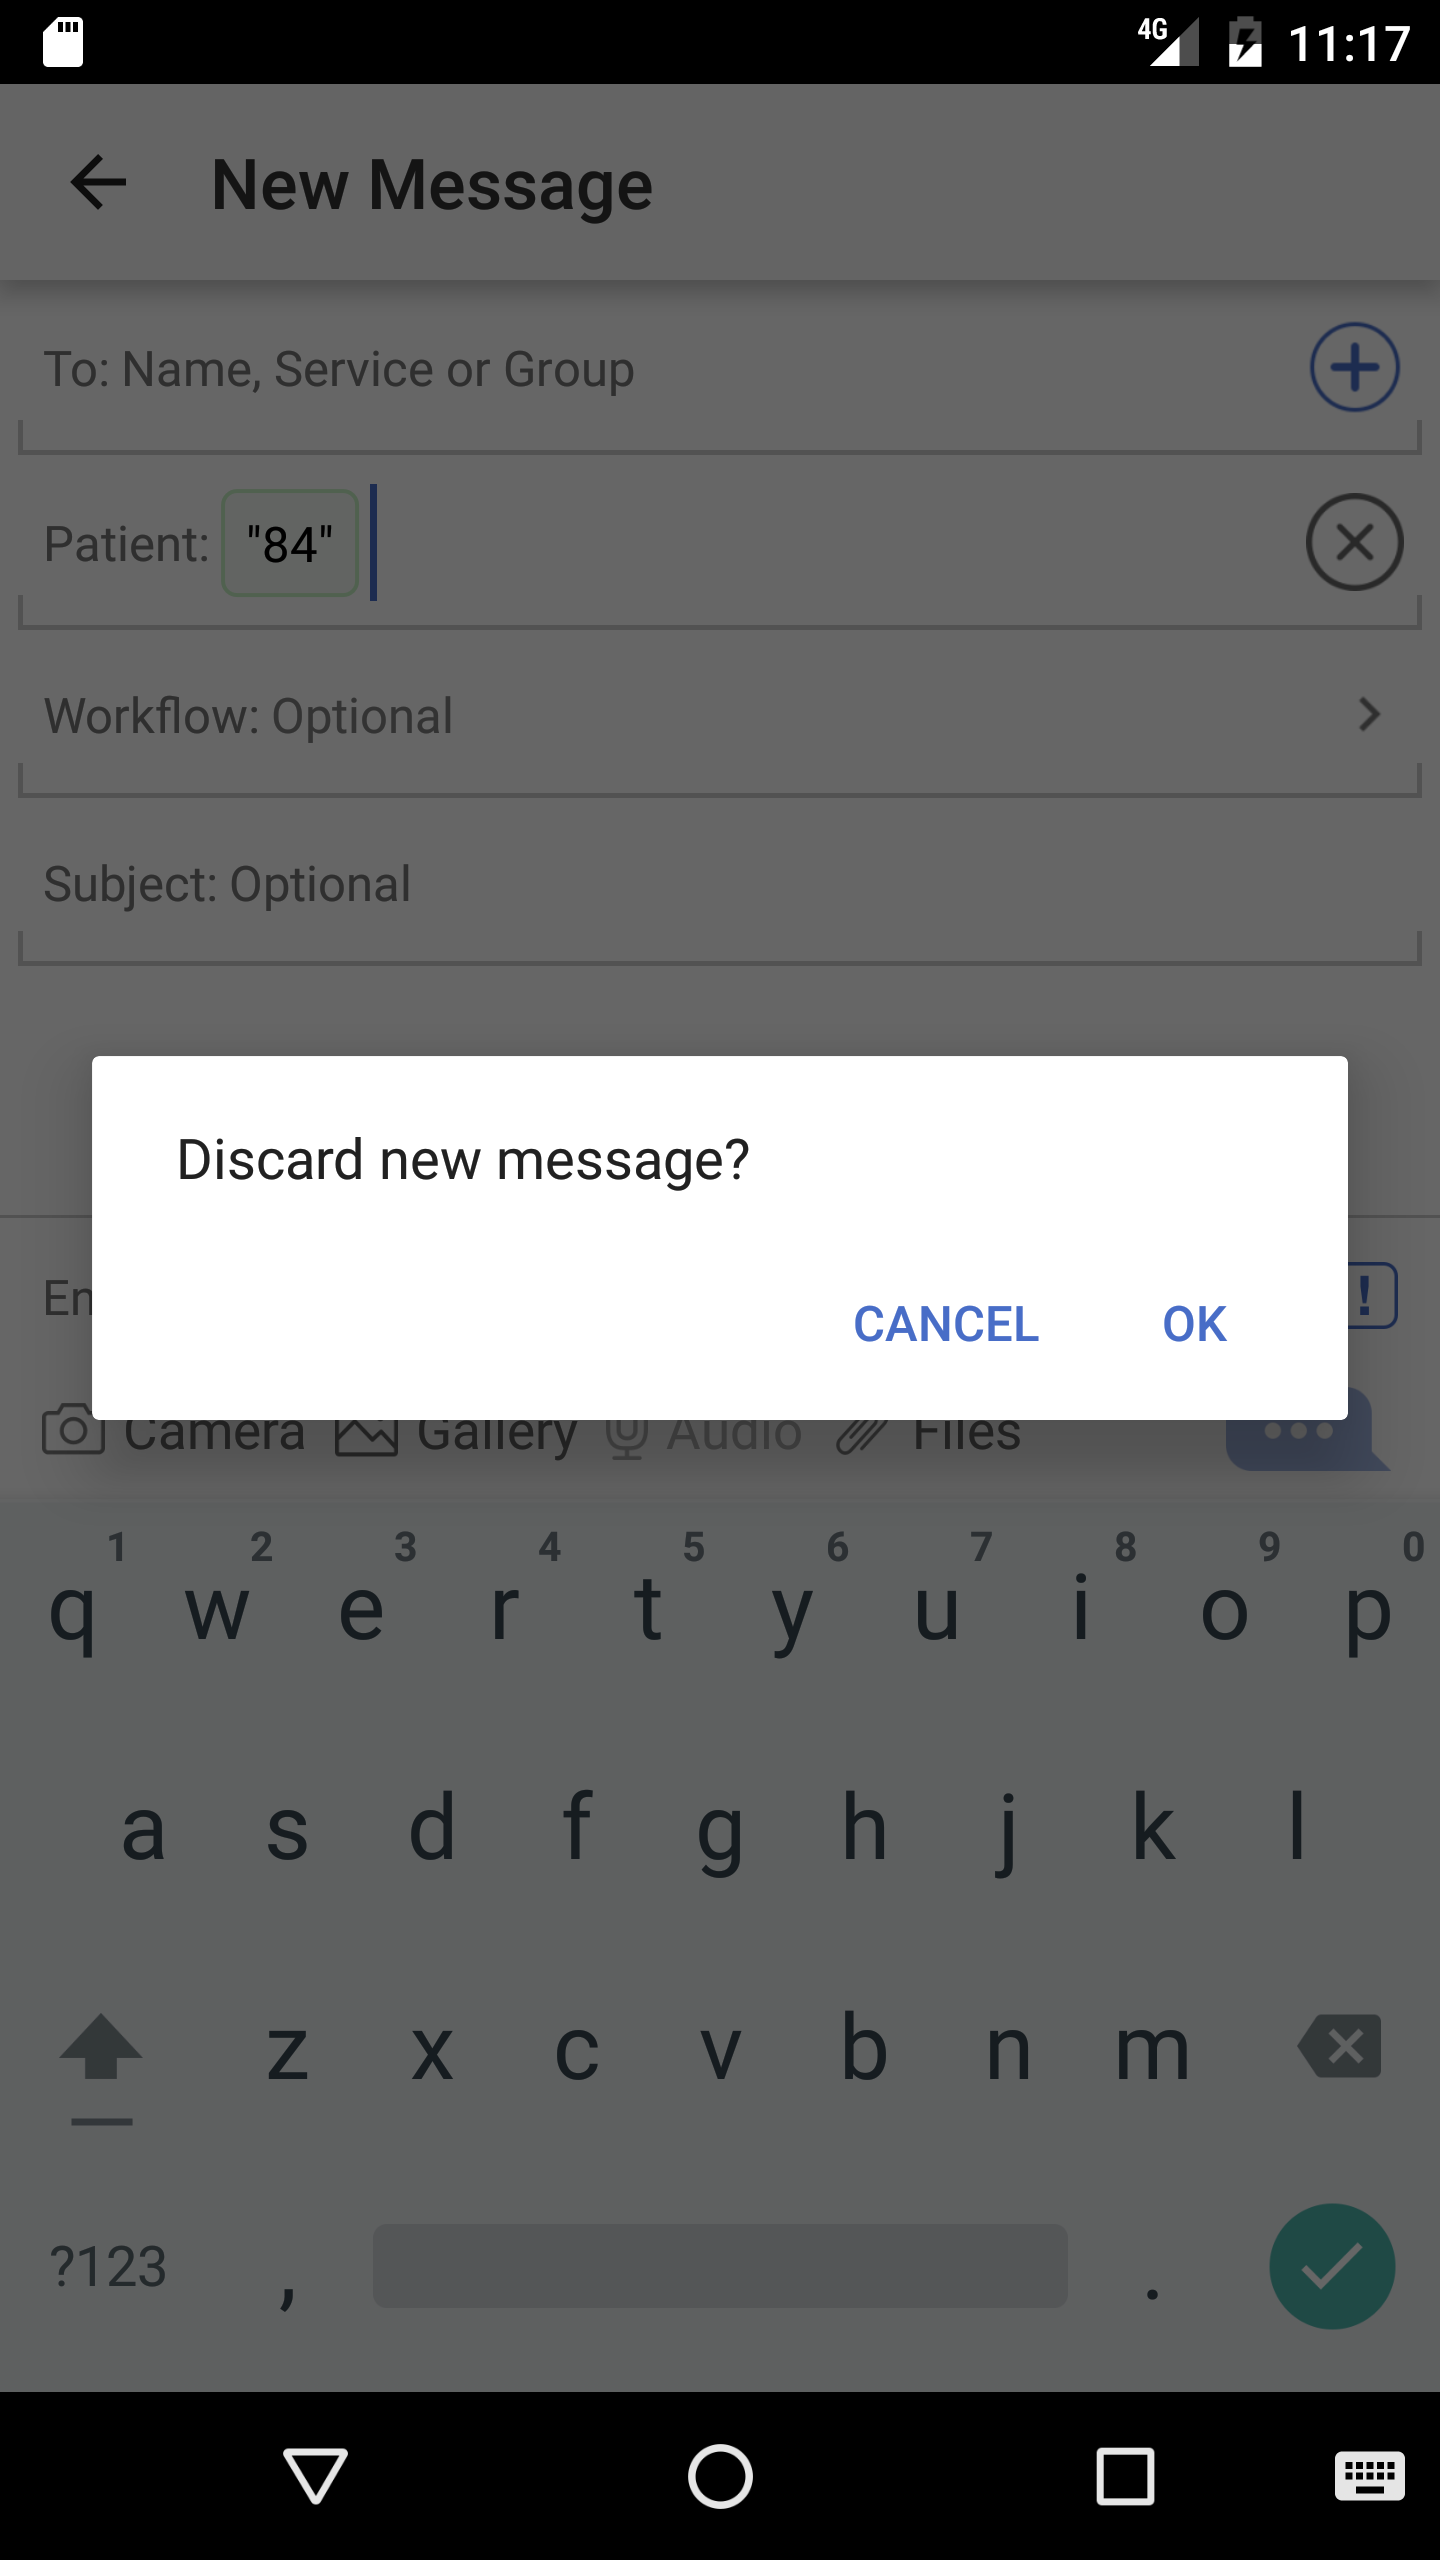 4G 11:17
New Message
To: Name, Service or Group
Patient: "84"
Workflow: Optional
Subject: Optional
Discard new message?
En !
CANCEL OK
Camera Gallery Audio Files
1 2 3 4 5 6 7 8 9 0
q w e r t y u i o p
a s d f g h j k l
z x c v b n m
?123 , .